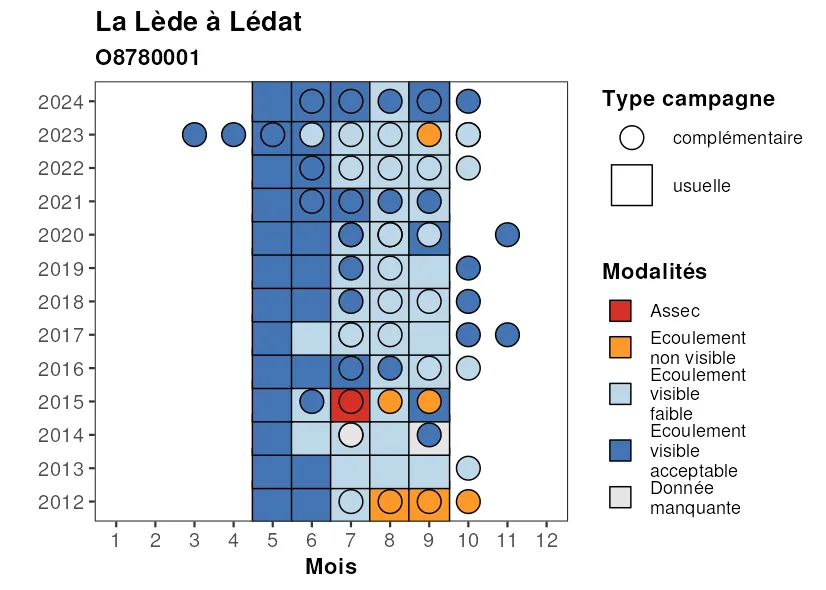 La Lède à Lédat
O8780001
2024
2023
2022
2021
2020
2019
2018
2017
2016
2015
2014
2013
2012
1 2 3 4 5 6 7 8 9 10 11 12
Mois
Type campagne
complémentaire
usuelle
Modalités
Assec
Ecoulement
non visible
Ecoulement
visible
faible
Ecoulement
visible
acceptable
Donnée
manquante